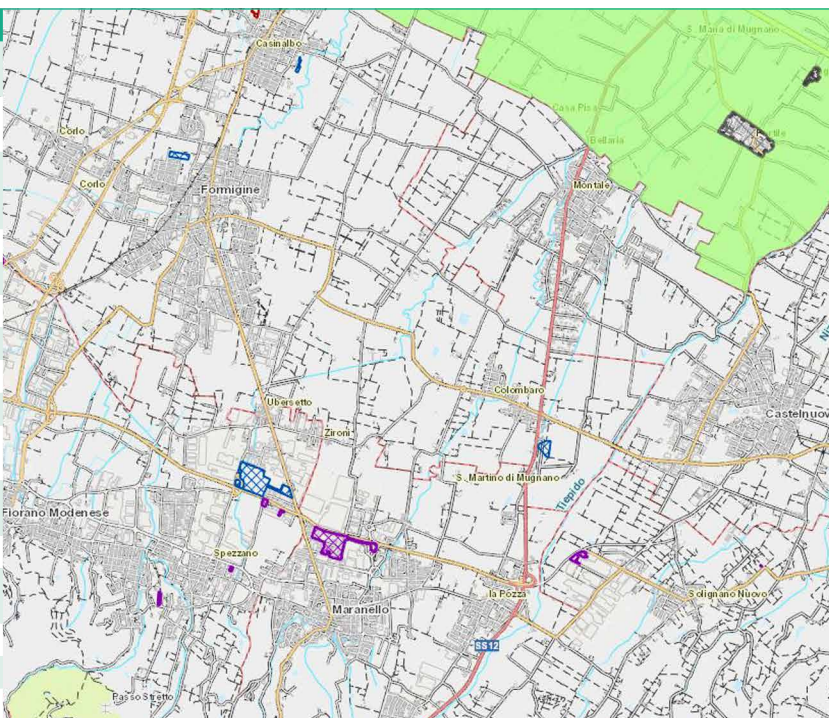 S. Maria di Mugnano
Casinalbo
Casa Pisa
Corlo
Bellaria
Corlo
Formigine
Montale
Colombaro
Ubersetto
Castelnuov
Zironi
S. Martino di Mugnano
Tiepido
Fiorano Modenese
Spezzano
la Pozza
Solignano Nuovo
Maranello
SS12
Passo Stretto